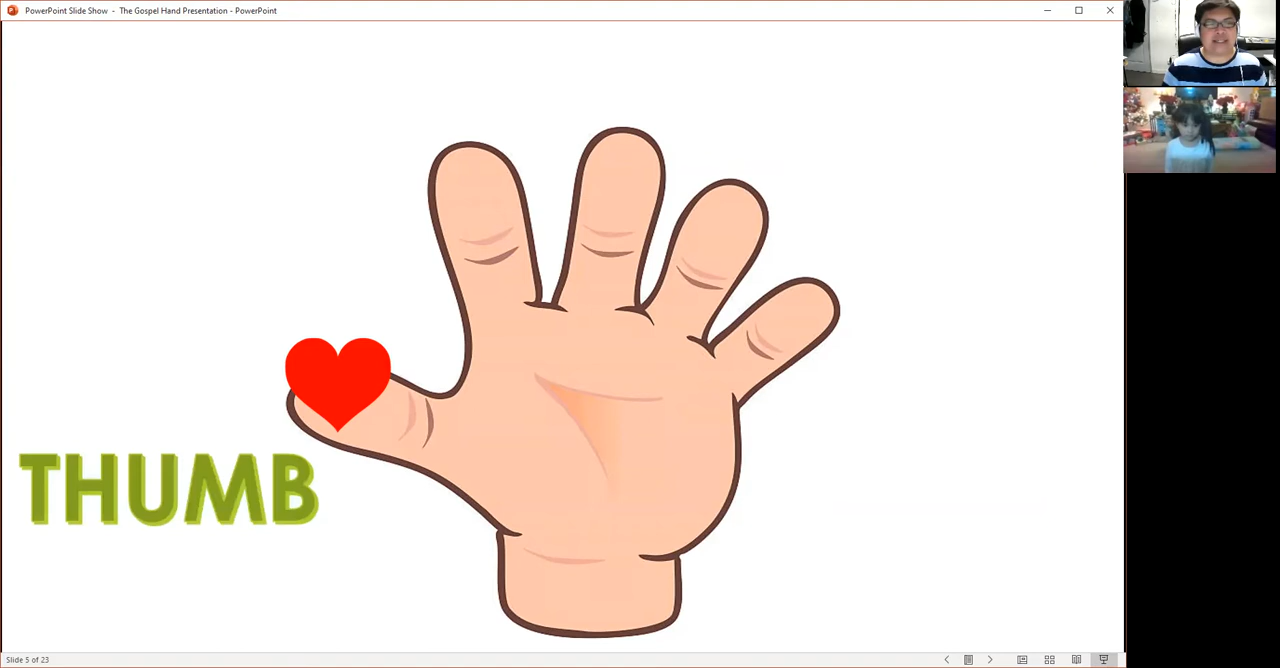 PowerPoint Slide Show - The Gospel Hand Presentation - PowerPoint
THUMB
Slide 5 of 23